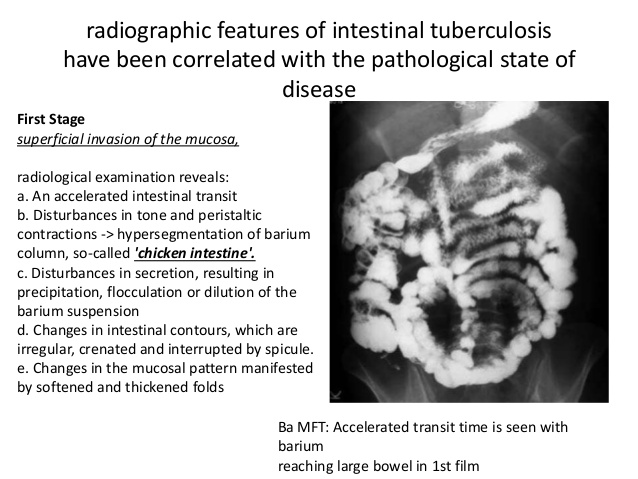 radiographic features of intestinal tuberculosis
have been correlated with the pathological state of
disease
First Stage
superficial invasion of the mucosa,
radiological examination reveals:
a. An accelerated intestinal transit
b. Disturbances in tone and peristaltic
contractions -> hypersegmentation of barium
column, so-called 'chicken intestine'.
c. Disturbances in secretion, resulting in
precipitation, flocculation or dilution of the
barium suspension
d. Changes in intestinal contours, which are
irregular, crenated and interrupted by spicule.
e. Changes in the mucosal pattern manifested
by softened and thickened folds
Ba MFT: Accelerated transit time is seen with
barium
reaching large bowel in 1st film